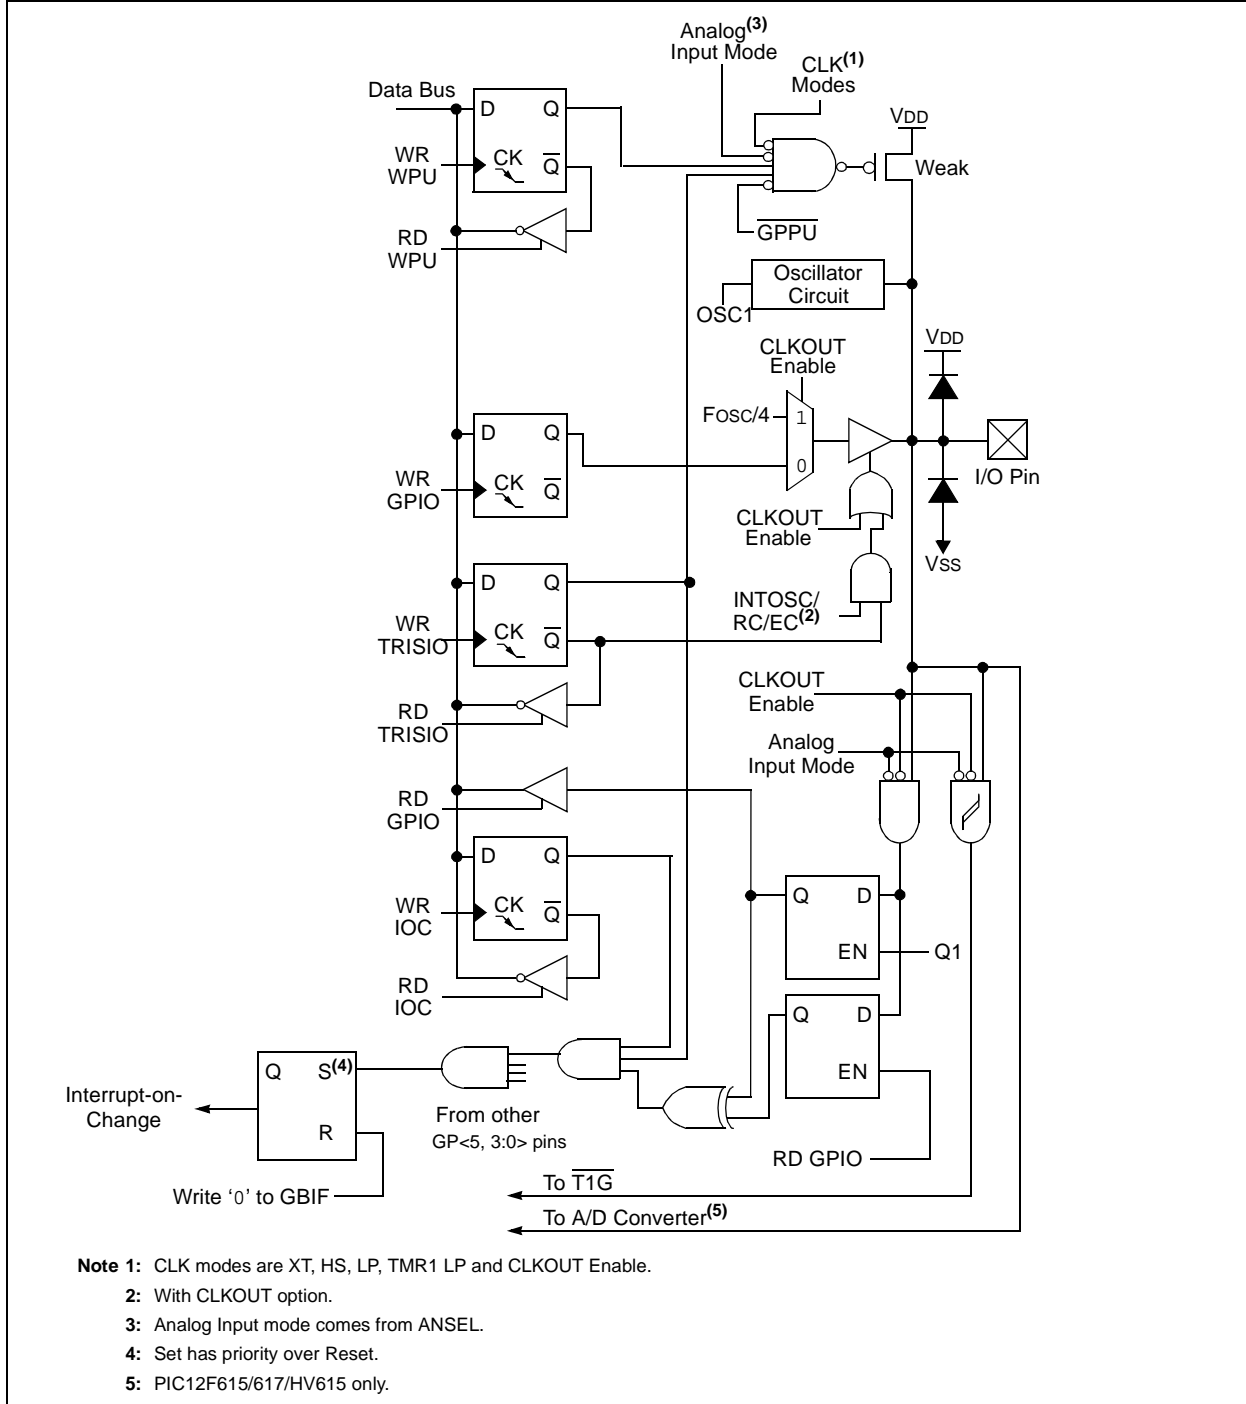 Analog(3)
Input Mode
CLK(1)
Modes
Data Bus
VDD
D Q
WR
WPU
CK Q
Weak
RD
WPU
GPPU
Oscillator
Circuit
OSC1
CLKOUT
Enable
VDD
FOSC/4
1
D Q
0
I/O Pin
WR
GPIO
CK Q
CLKOUT
Enable
VSS
D Q
INTOSC/
RC/EC(2)
WR
TRISIO
CK Q
CLKOUT
Enable
RD
TRISIO
Analog
Input Mode
RD
GPIO
D Q
Q D
WR
IOC
CK Q
EN
Q1
RD
IOC
Q D
EN
Q S(4)
Interrupt-on-
Change
R
From other
GP<5, 3:0> pins
RD GPIO
To T1G
Write ‘0’ to GBIF
To A/D Converter(5)
Note 1: CLK modes are XT, HS, LP, TMR1 LP and CLKOUT Enable.
2: With CLKOUT option.
3: Analog Input mode comes from ANSEL.
4: Set has priority over Reset.
5: PIC12F615/617/HV615 only.